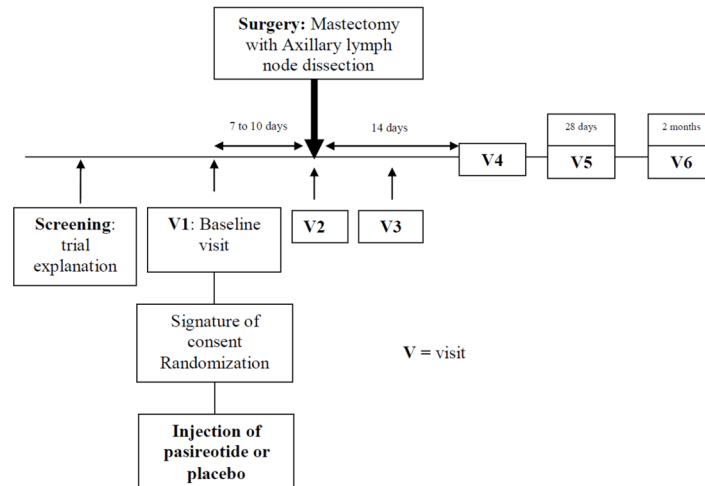 Surgery: Mastectomy
with Axillary lymph
node dissection
7 to 10 days
14 days
28 days
2 months
V4
V5
V6
Screening:
trial
explanation
V1: Baseline
visit
V2
V3
Signature of
consent
Randomization
V = visit
Injection of
pasireotide or
placebo